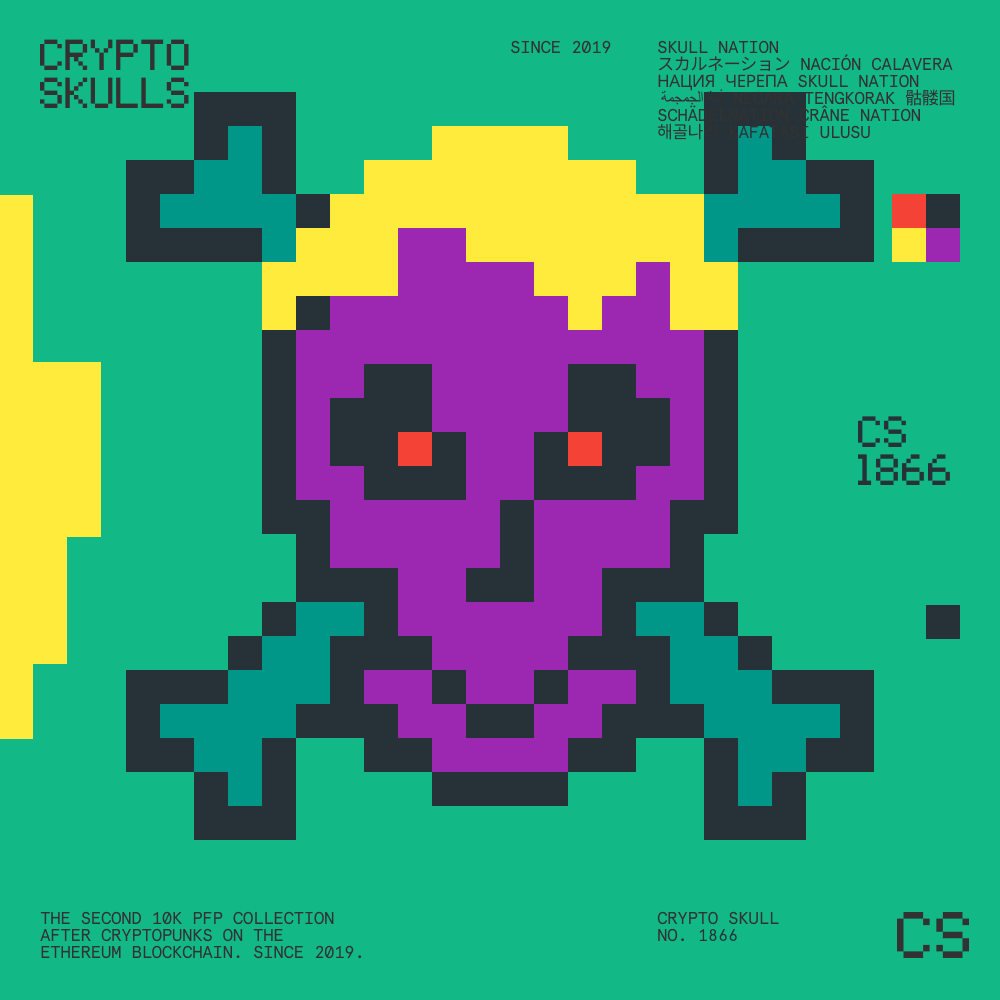 CRYPTO
SKULLS
SINCE 2019
SKULL NATION
スカルネーション NACIÓN CALAVERA
НАЦИЯ ЧЕРЕПА SKULL NATION
الجمجمة TENGKORAK 骷髅国
CRÂNE NATION
해골 ULUSU
CS
1866
THE SECOND 10K PFP COLLECTION
AFTER CRYPTOPUNKS ON THE
ETHEREUM BLOCKCHAIN. SINCE 2019.
CRYPTO SKULL
NO. 1866
CS